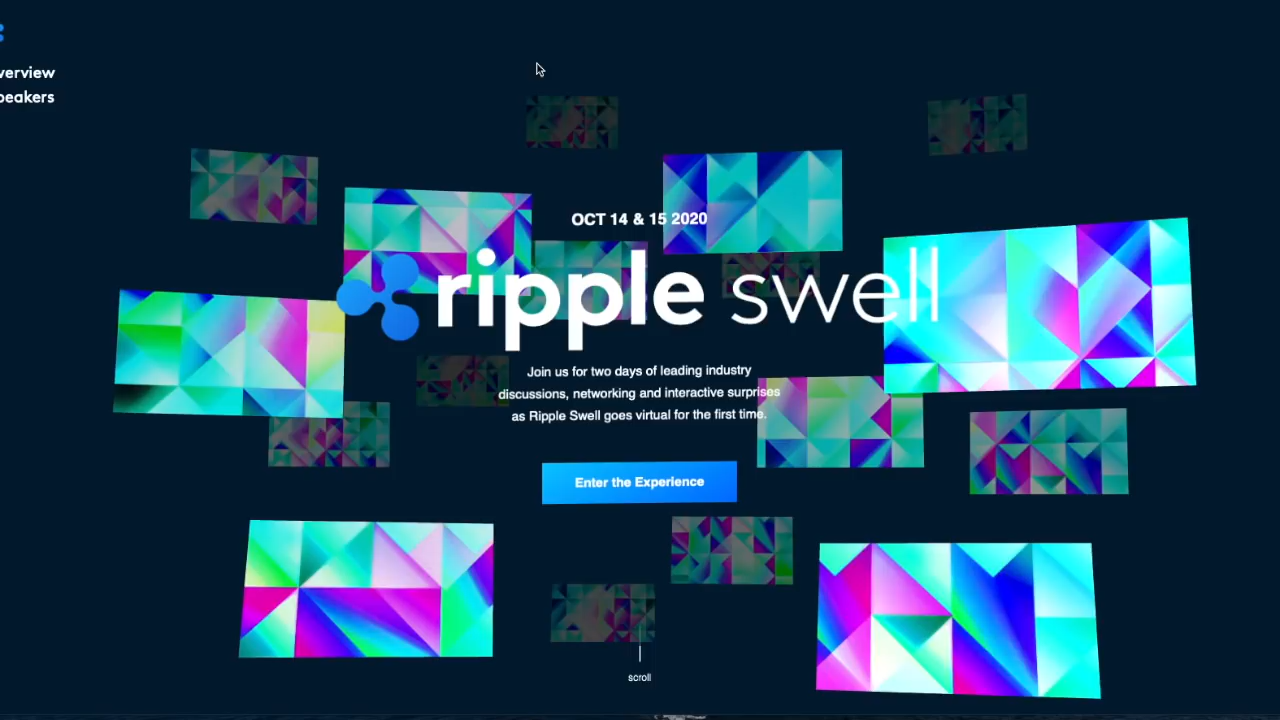 verview
peakers
OCT 14 & 15 2020
ripple swell
Join us for two days of leading industry
discussions, networking and interactive surprises
as Ripple Swell goes virtual for the first time.
Enter the Experience
scroll